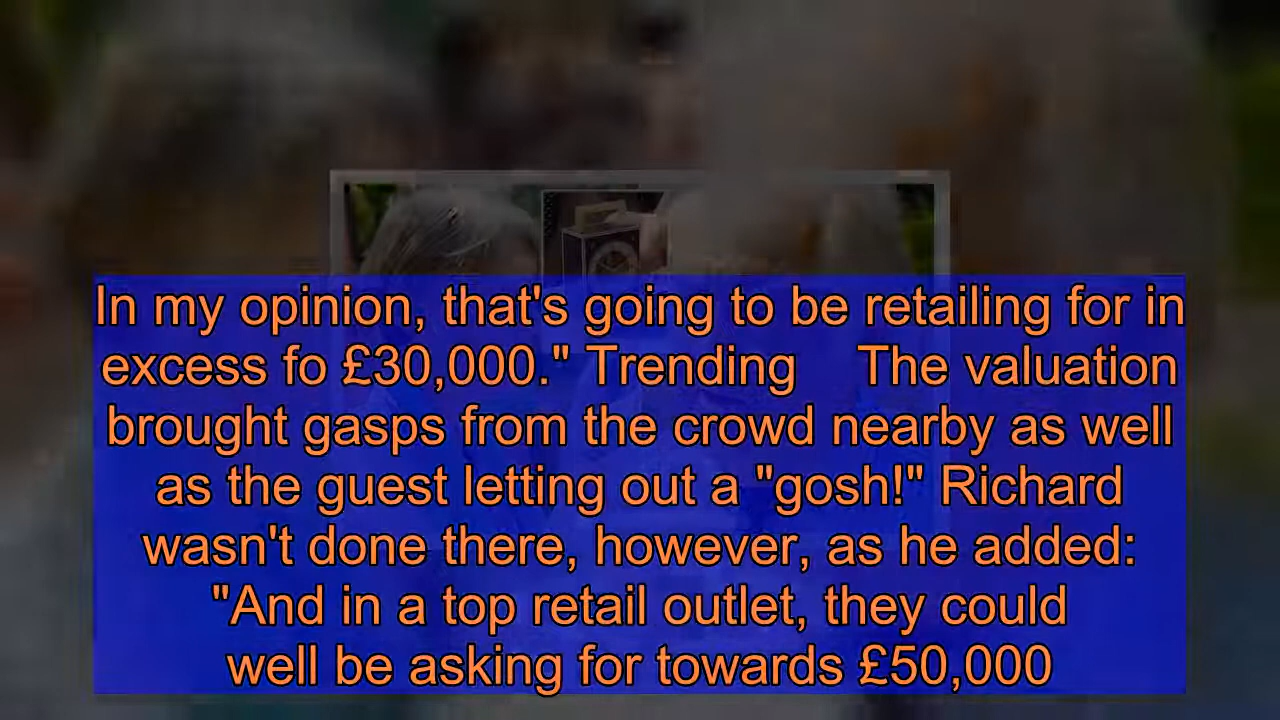 In my opinion, that's going to be retailing for in
excess fo £30,000." Trending     The valuation
brought gasps from the crowd nearby as well
as the guest letting out a "gosh!" Richard
wasn't done there, however, as he added:
"And in a top retail outlet, they could
well be asking for towards £50,000